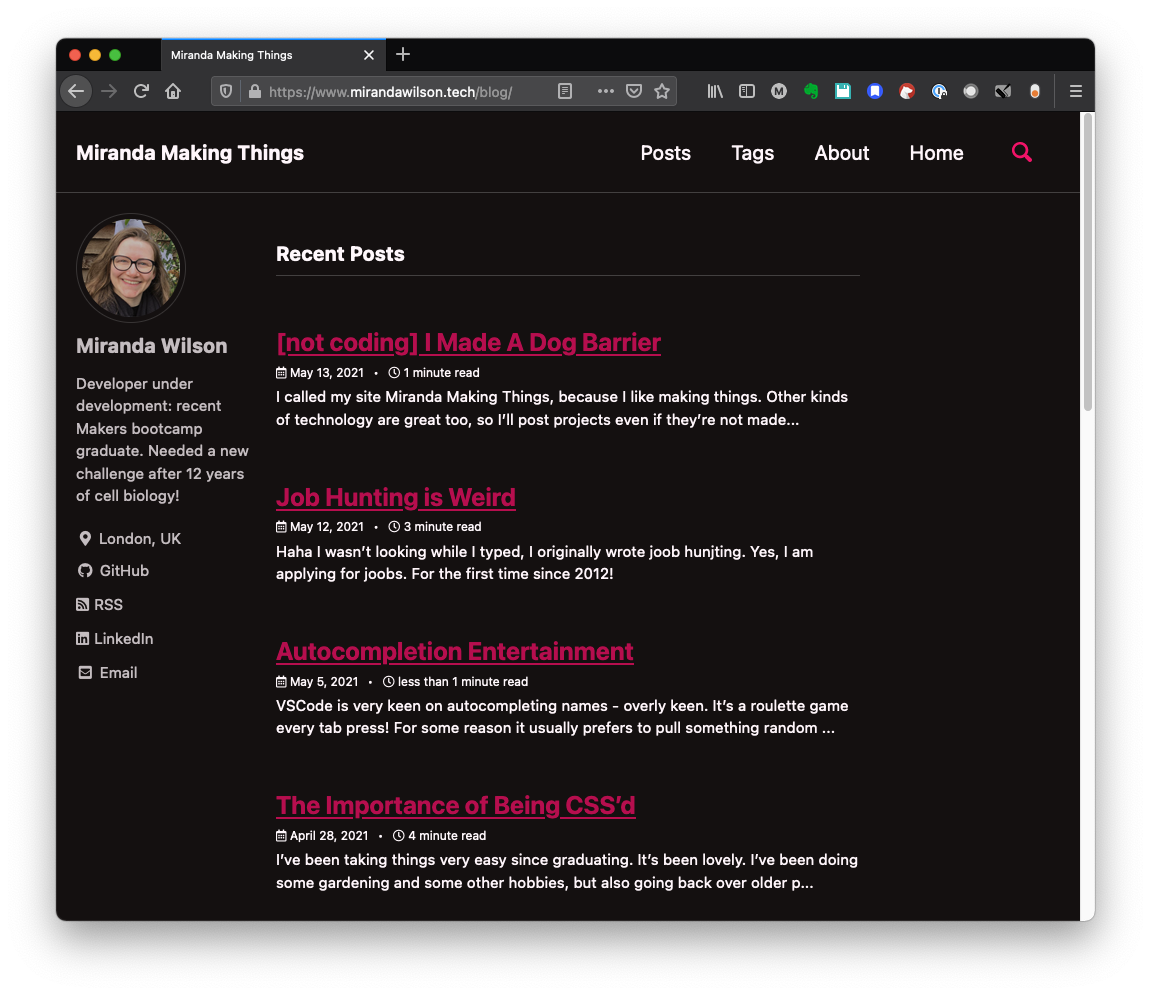 Miranda Making Things
https://www.mirandawilson.tech/blog/
M
Miranda Making Things
Posts Tags About Home
Miranda Wilson
Developer under
development: recent
Makers bootcamp
graduate. Needed a new
challenge after 12 years
of cell biology!
London, UK
GitHub
RSS
LinkedIn
Email
Recent Posts
[not coding] I Made A Dog Barrier
May 13, 2021 • 1 minute read
I called my site Miranda Making Things, because I like making things. Other kinds
of technology are great too, so I’ll post projects even if they’re not made...
Job Hunting is Weird
May 12, 2021 • 3 minute read
Haha I wasn’t looking while I typed, I originally wrote joob hunjting. Yes, I am
applying for joobs. For the first time since 2012!
Autocompletion Entertainment
May 5, 2021 • less than 1 minute read
VSCode is very keen on autocompleting names - overly keen. It’s a roulette game
every tab press! For some reason it usually prefers to pull something random ...
The Importance of Being CSS’d
April 28, 2021 • 4 minute read
I’ve been taking things very easy since graduating. It’s been lovely. I’ve been doing
some gardening and some other hobbies, but also going back over older p...